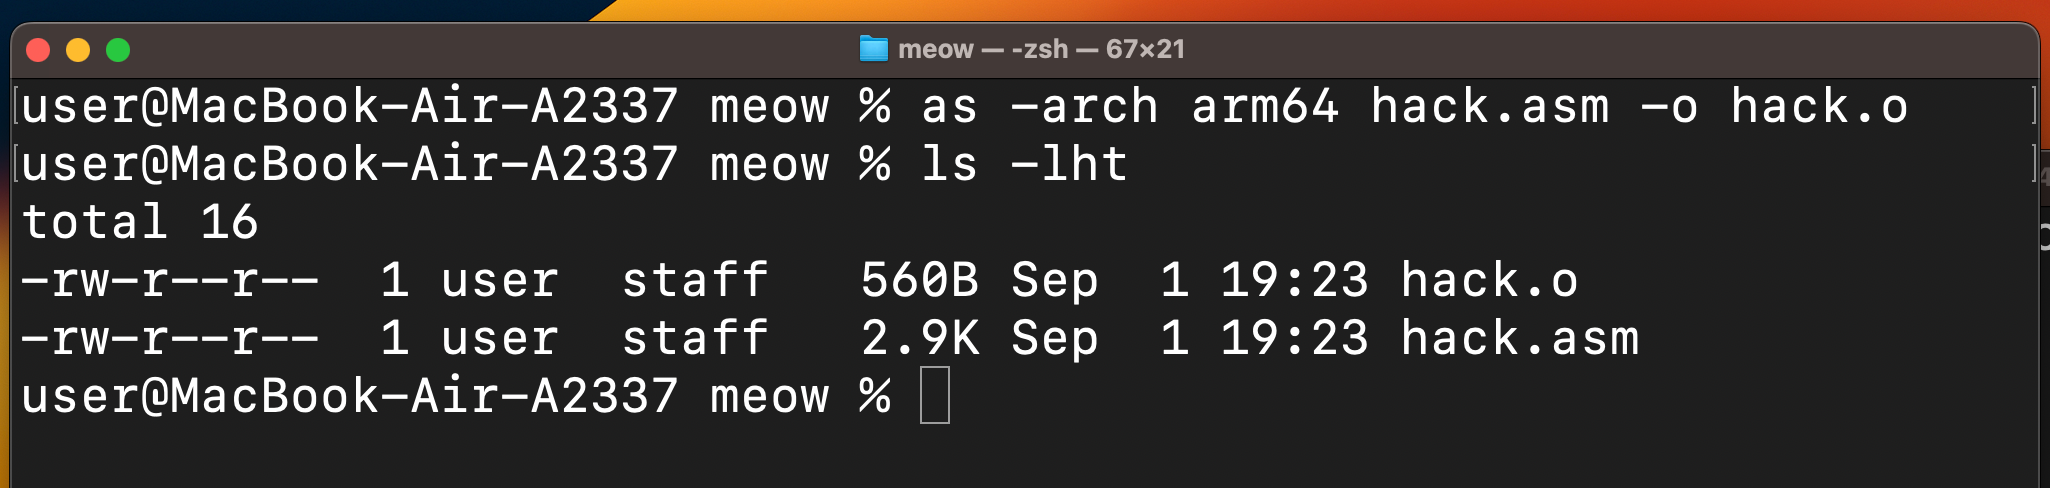 meow — -zsh — 67×21
[user@MacBook-Air-A2337 meow % as -arch arm64 hack.asm -o hack.o ]
[user@MacBook-Air-A2337 meow % ls -lht ]
total 16
-rw-r--r--  1 user  staff   560B Sep  1 19:23 hack.o
-rw-r--r--  1 user  staff   2.9K Sep  1 19:23 hack.asm
user@MacBook-Air-A2337 meow %